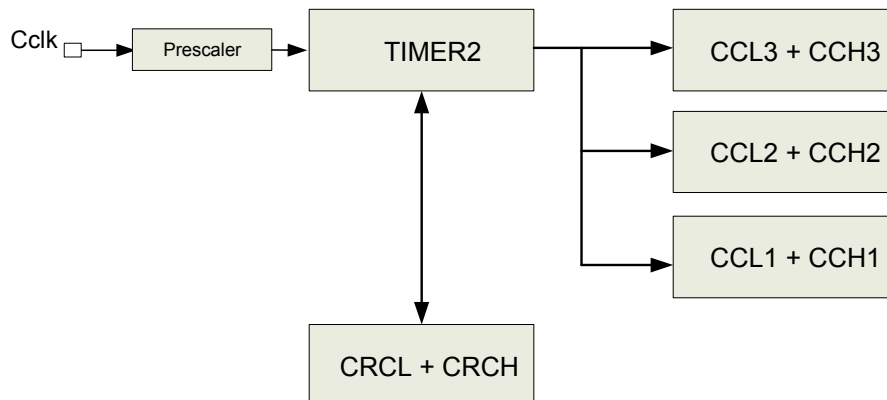 Cclk
Prescaler
TIMER2
CCL3 + CCH3
CCL2 + CCH2
CCL1 + CCH1
CRCL + CRCH